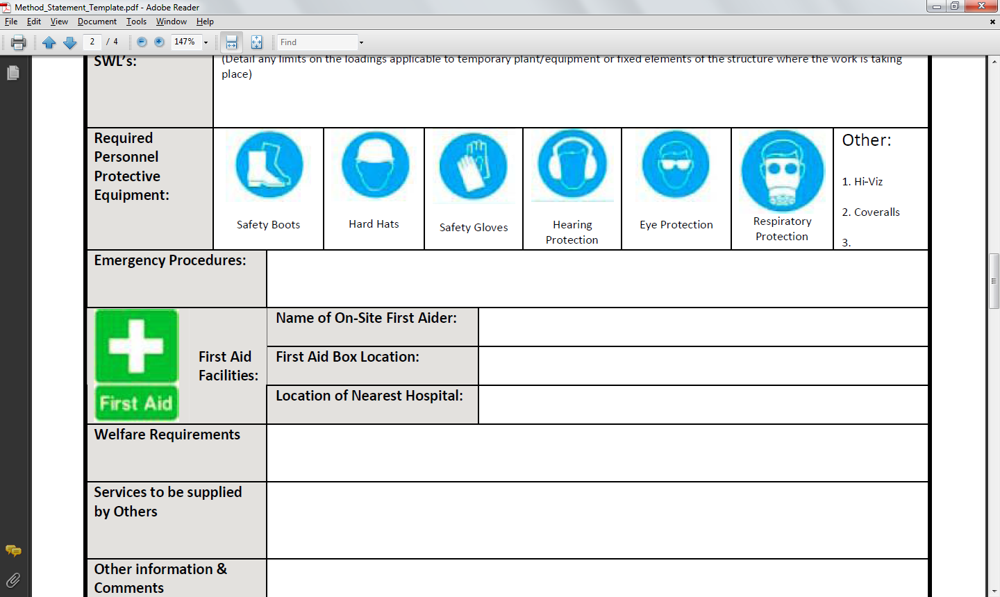 Method_Statement_Template.pdf - Adobe Reader
File Edit View Document Tools Window Help
2 / 4 147% Find
SWL's:
(Detail any limits on the loadings applicable to temporary plant/equipment or fixed elements of the structure where the work is taking
place)
Required
Personnel
Protective
Equipment:
Safety Boots
Hard Hats
Safety Gloves
Hearing
Protection
Eye Protection
Respiratory
Protection
Other:
1. Hi-Viz
2. Coveralls
3.
Emergency Procedures:
First Aid
First Aid
Facilities:
Name of On-Site First Aider:
First Aid Box Location:
Location of Nearest Hospital:
Welfare Requirements
Services to be supplied
by Others
Other information &
Comments